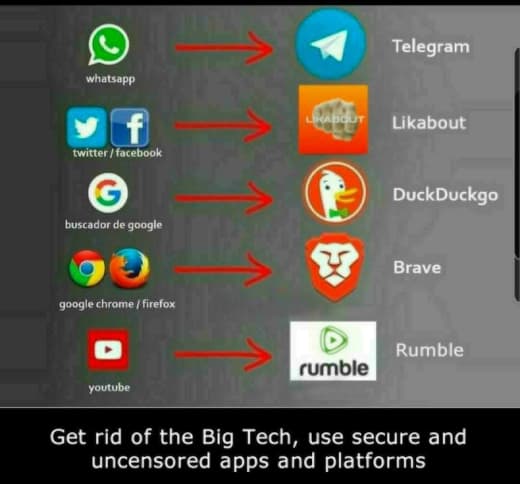 Telegram
whatsapp
LIKABOUT
Likabout
twitter / facebook
DuckDuckgo
buscador de google
Brave
google chrome / firefox
rumble
Rumble
youtube
Get rid of the Big Tech, use secure and
uncensored apps and platforms